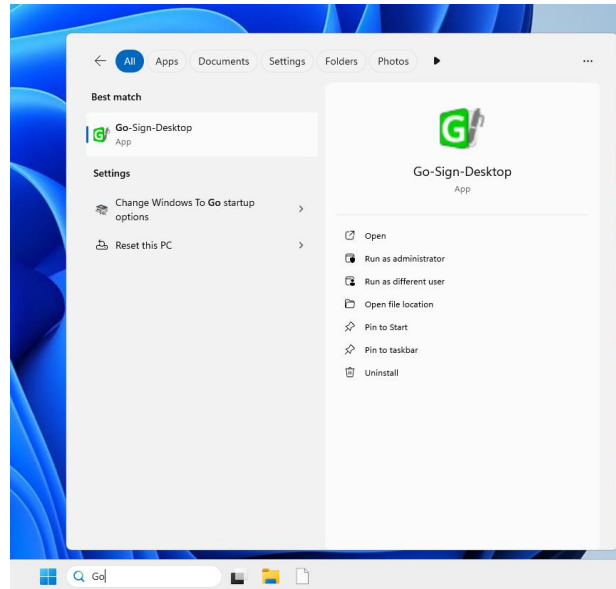 All Apps Documents Settings Folders Photos
Best match
Go-Sign-Desktop
App
Settings
Change Windows To Go startup
options
Reset this PC
G
Go-Sign-Desktop
App
Open
Run as administrator
Run as different user
Open file location
Pin to Start
Pin to taskbar
Uninstall
Go